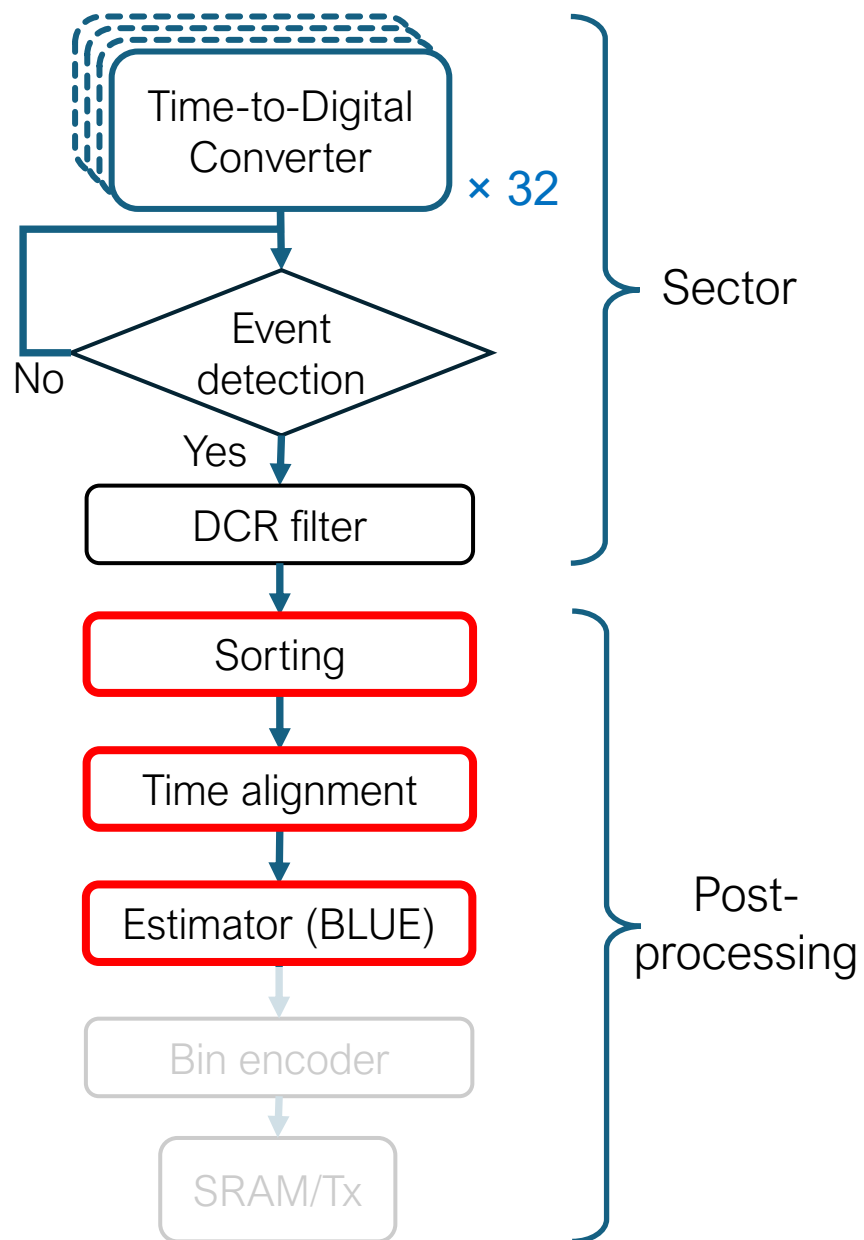 Time-to-Digital
Converter
× 32
Sector
Event
detection
No
Yes
DCR filter
Sorting
Time alignment
Estimator (BLUE)
Post-
processing
Bin encoder
SRAM/Tx